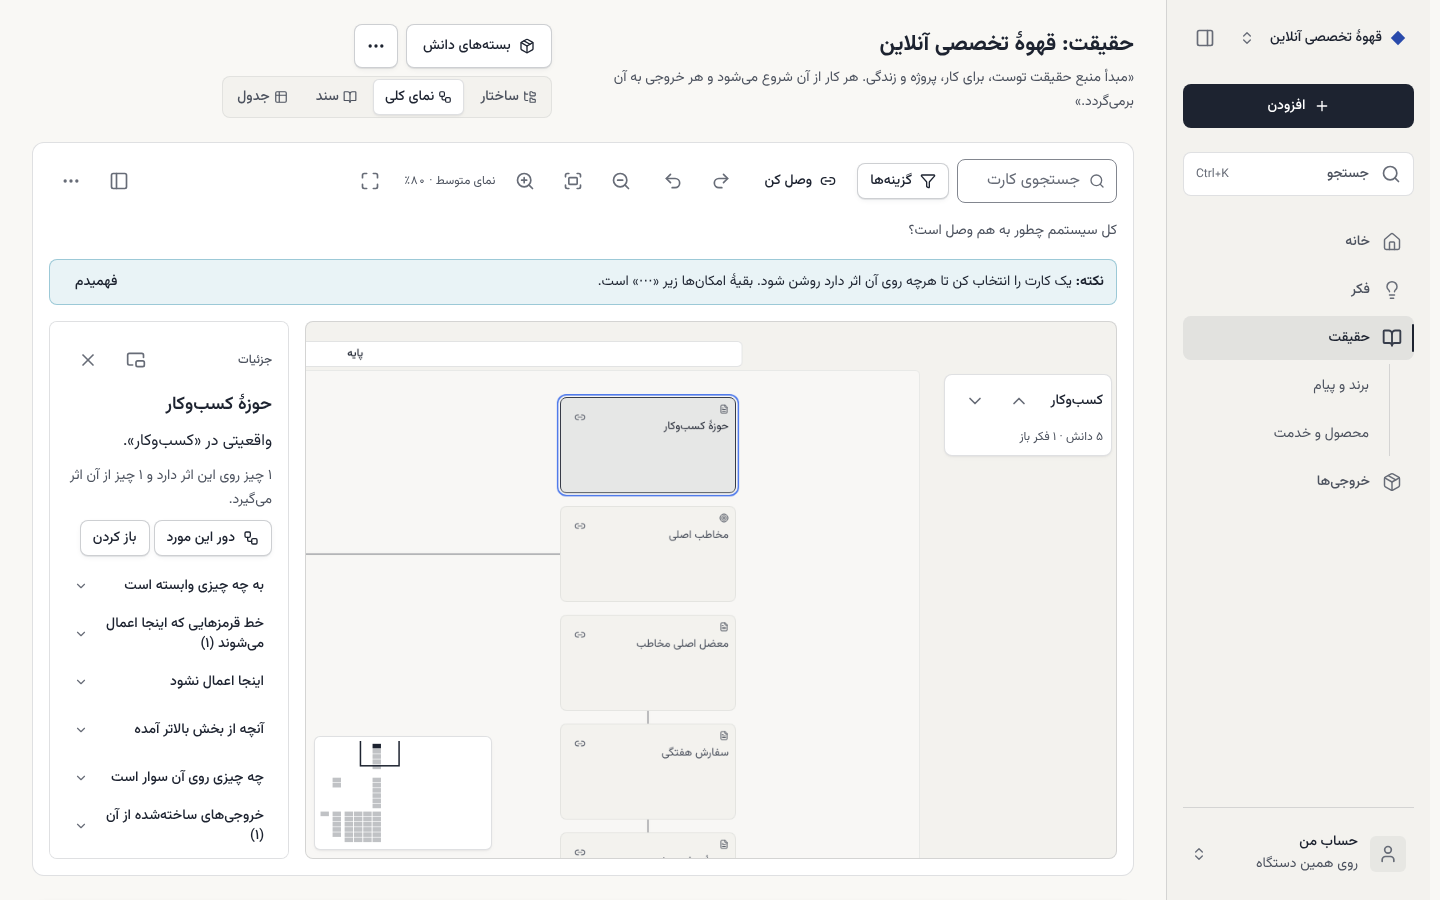 قهوهٔ تخصصی آنلاین
افزودن
جستجو
Ctrl+K
خانه
فکر
حقیقت
برند و پیام
محصول و خدمت
خروجی‌ها
حساب من
روی همین دستگاه
حقیقت: قهوهٔ تخصصی آنلاین
«مبدأ منبع حقیقت توست، برای کار، پروژه و زندگی. هر کار از آن شروع می‌شود و هر خروجی به آن
برمی‌گردد.»
بسته‌های دانش
ساختار
نمای کلی
سند
جدول
جستجوی کارت
گزینه‌ها
وصل کن
نمای متوسط · ۸۰٪
کل سیستمم چطور به هم وصل است؟
نکته: یک کارت را انتخاب کن تا هرچه روی آن اثر دارد روشن شود. بقیهٔ امکان‌ها زیر «···» است.
فهمیدم
کسب‌وکار
۵ دانش · ۱ فکر باز
پایه
حوزهٔ کسب‌وکار
مخاطب اصلی
معضل اصلی مخاطب
سفارش هفتگی
جزئیات
حوزهٔ کسب‌وکار
واقعیتی در «کسب‌وکار».
۱ چیز روی این اثر دارد و ۱ چیز از آن اثر
می‌گیرد.
دور این مورد
باز کردن
به چه چیزی وابسته است
خط قرمزهایی که اینجا اعمال
می‌شوند (۱)
اینجا اعمال نشود
آنچه از بخش بالاتر آمده
چه چیزی روی آن سوار است
خروجی‌های ساخته‌شده از آن
(۱)